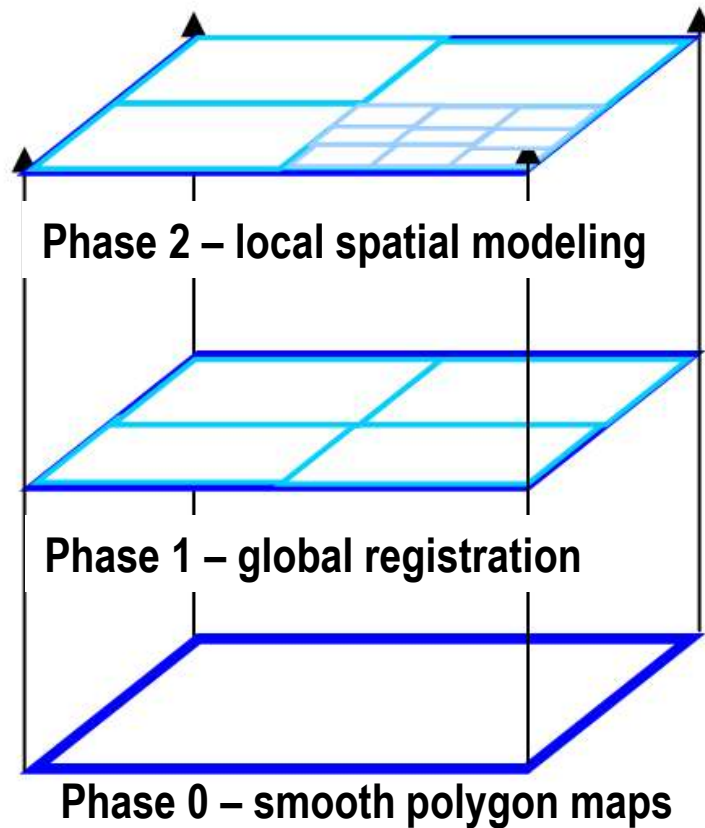 Phase 2 – local spatial modeling
Phase 1 – global registration
Phase 0 – smooth polygon maps